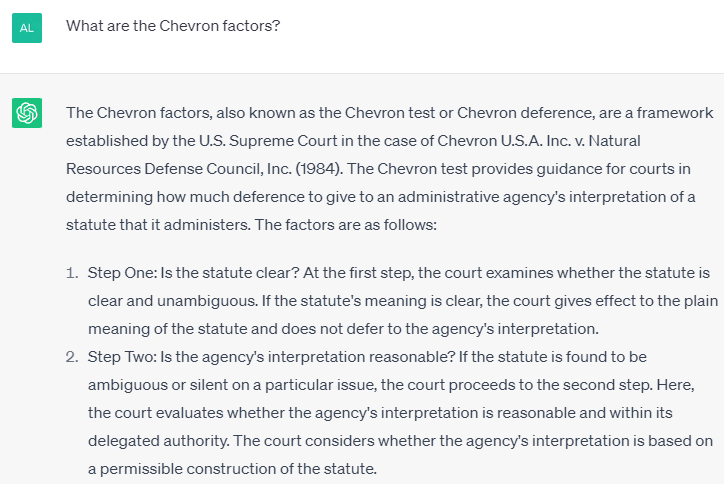 AL
What are the Chevron factors?
The Chevron factors, also known as the Chevron test or Chevron deference, are a framework
established by the U.S. Supreme Court in the case of Chevron U.S.A. Inc. v. Natural
Resources Defense Council, Inc. (1984). The Chevron test provides guidance for courts in
determining how much deference to give to an administrative agency's interpretation of a
statute that it administers. The factors are as follows:
1. Step One: Is the statute clear? At the first step, the court examines whether the statute is
clear and unambiguous. If the statute's meaning is clear, the court gives effect to the plain
meaning of the statute and does not defer to the agency's interpretation.
2. Step Two: Is the agency's interpretation reasonable? If the statute is found to be
ambiguous or silent on a particular issue, the court proceeds to the second step. Here,
the court evaluates whether the agency's interpretation is reasonable and within its
delegated authority. The court considers whether the agency's interpretation is based on
a permissible construction of the statute.